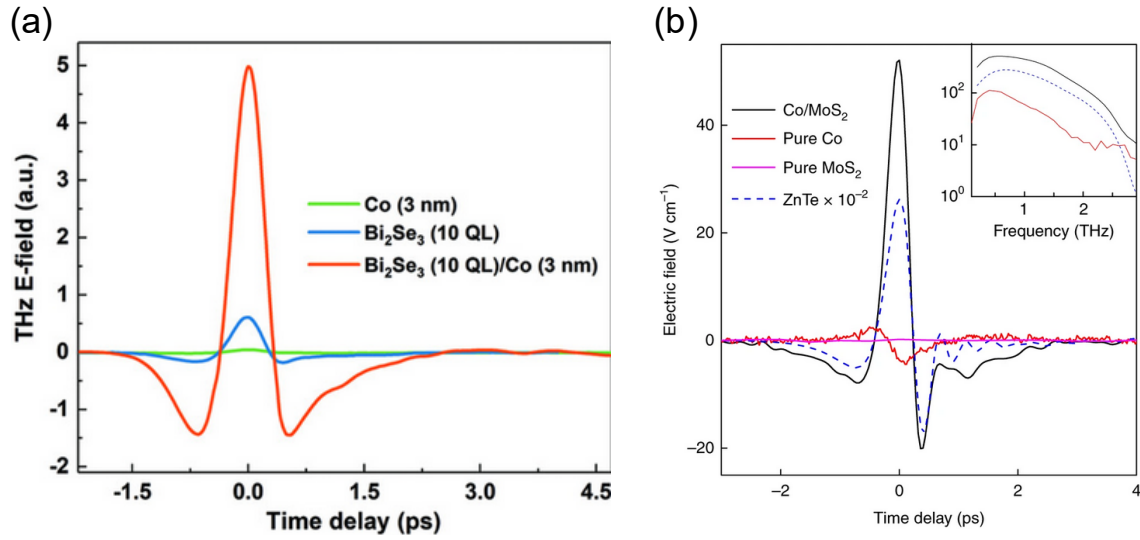 (a)
THz E-field (a.u.)
5
4
3
2
1
0
-1
-2
Co (3 nm)
Bi₂Se₃ (10 QL)
Bi₂Se₃ (10 QL)/Co (3 nm)
-1.5 0.0 1.5 3.0 4.5
Time delay (ps)
(b)
Electric field (V cm⁻¹)
40
20
0
−20
Co/MoS₂
Pure Co
Pure MoS₂
ZnTe × 10⁻²
10²
10¹
10⁰
1 2
Frequency (THz)
−2 0 2 4
Time delay (ps)